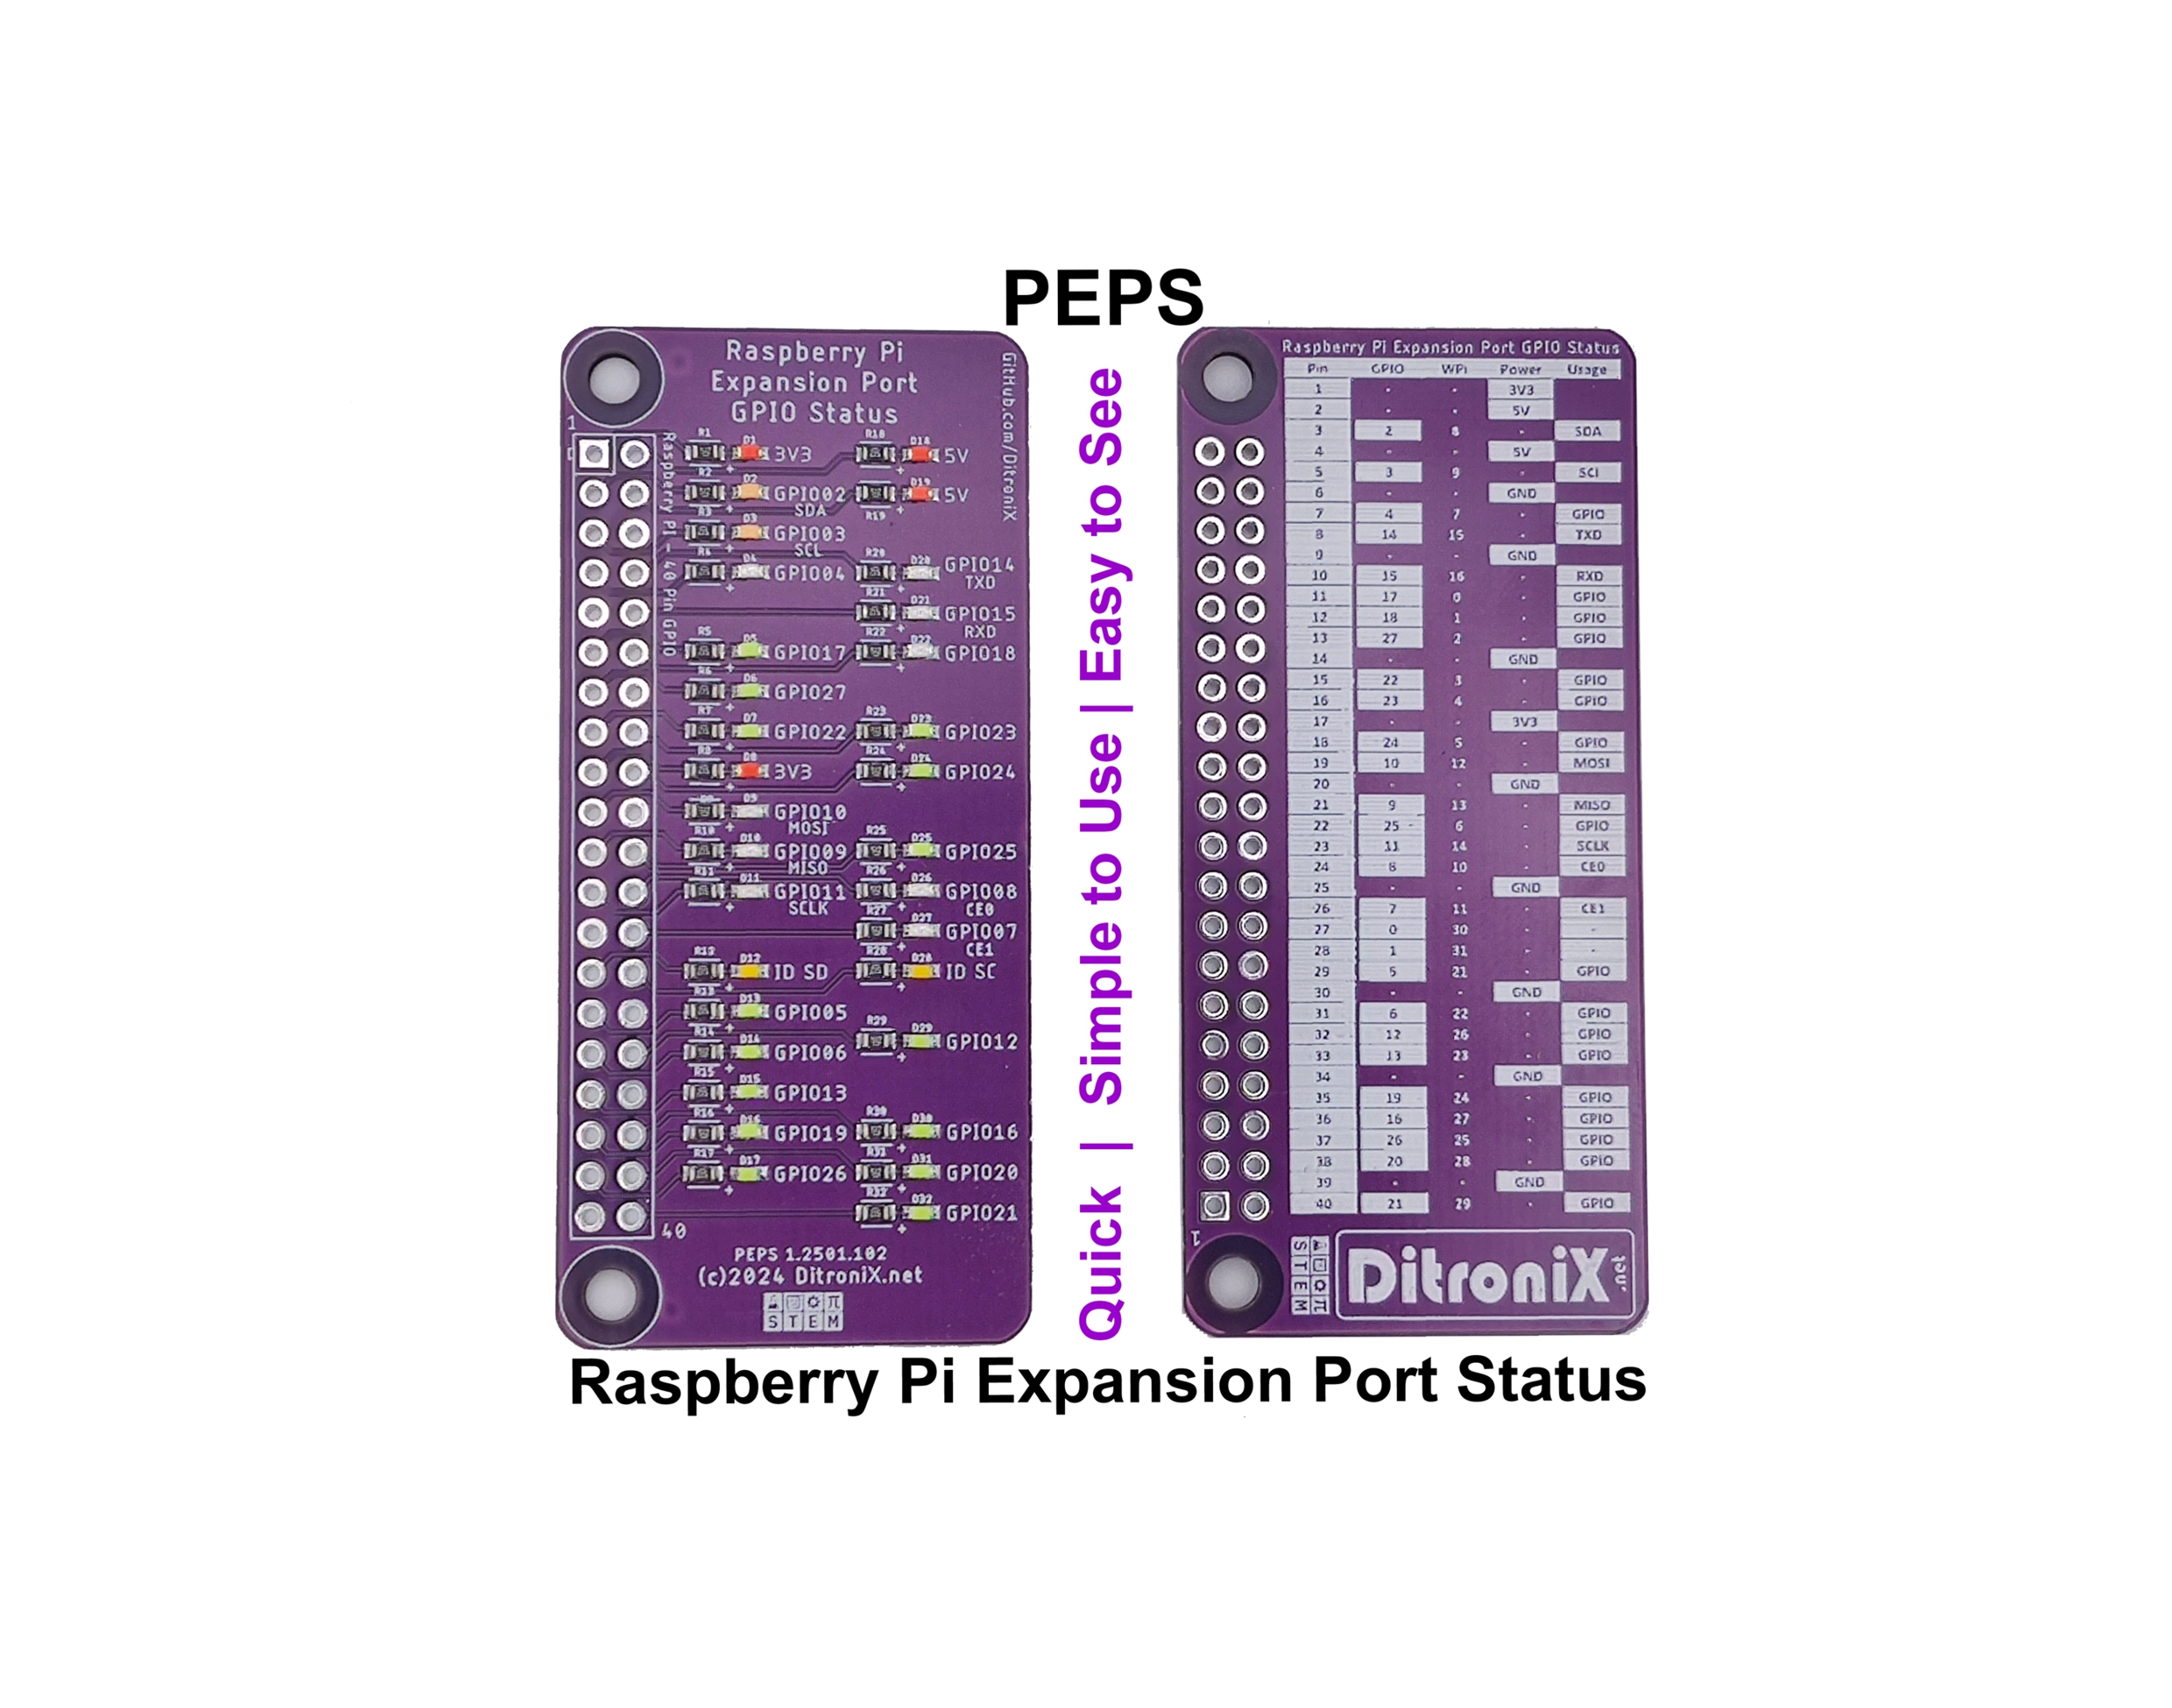 PEPS
Raspberry Pi
Expansion Port
GPIO Status
GitHub.com/DitroniX
1
Raspberry Pi - 40 Pin GPIO
R1 D1 3V3 R18 D18 5V
R2 D2 GPIO02 SDA R19 D19 5V
R3 D3 GPIO03 SCL
R4 D4 GPIO04 R20 D20 GPIO14 TXD
R21 D21 GPIO15 RXD
R5 D5 GPIO17 R22 D22 GPIO18
R6 D6 GPIO27
R7 D7 GPIO22 R23 D23 GPIO23
R8 D8 3V3 R24 D24 GPIO24
R9 D9 GPIO10 MOSI
R10 D10 GPIO09 MISO R25 D25 GPIO25
R11 D11 GPIO11 SCLK R26 D26 GPIO08 CE0
R27 D27 GPIO07 CE1
R12 D12 ID SD R28 D28 ID SC
R13 D13 GPIO05
R29 D29 GPIO12
R14 D14 GPIO06
R15 D15 GPIO13
R16 D16 GPIO19 R30 D30 GPIO16
R17 D17 GPIO26 R31 D31 GPIO20
R32 D32 GPIO21
40
PEPS 1.2501.102
(c)2024 DitroniX.net
π
STEM
Quick | Simple to Use | Easy to See
Raspberry Pi Expansion Port GPIO Status
Pin GPIO WPi Power Usage
1 - - 3V3
2 - - 5V
3 2 8 SDA
4 - - 5V
5 3 9 SCl
6 - - GND
7 4 7 - GPIO
8 14 15 - TXD
9 - - GND
10 15 16 - RXD
11 17 0 - GPIO
12 18 1 - GPIO
13 27 2 - GPIO
14 - - GND
15 22 3 - GPIO
16 23 4 - GPIO
17 - - 3V3
18 24 5 - GPIO
19 10 12 - MOSI
20 - - GND
21 9 13 - MISO
22 25 6 - GPIO
23 11 14 - SCLK
24 8 10 - CE0
25 - - GND
26 7 11 - CE1
27 0 30 - -
28 1 31 - -
29 5 21 - GPIO
30 - - GND
31 6 22 - GPIO
32 12 26 - GPIO
33 13 23 - GPIO
34 - - GND
35 19 24 - GPIO
36 16 27 - GPIO
37 26 25 - GPIO
38 20 28 - GPIO
39 - - GND
40 21 29 - GPIO
1
STEM
π
DitroniX.net
Raspberry Pi Expansion Port Status